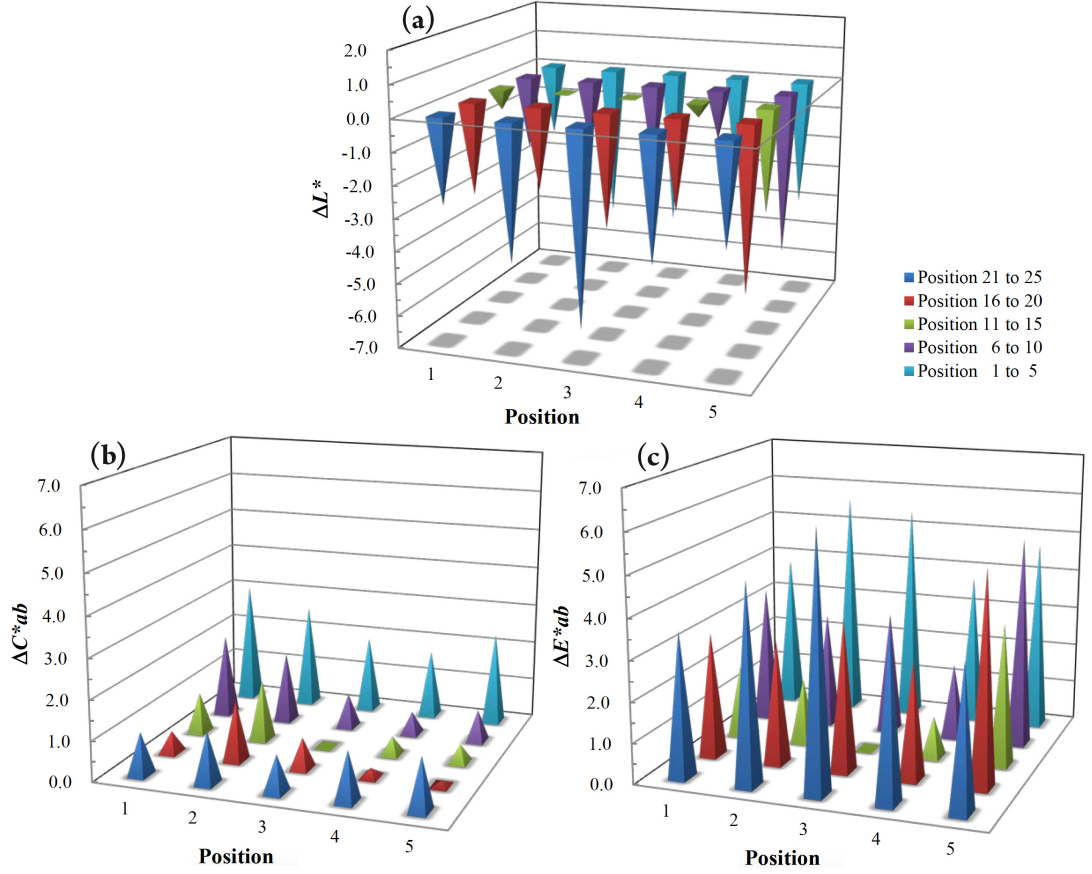 (a)
2.0
1.0
0.0
-1.0
-2.0
-3.0
-4.0
-5.0
-6.0
-7.0
ΔL*
1
2
3
4
5
Position
Position 21 to 25
Position 16 to 20
Position 11 to 15
Position 6 to 10
Position 1 to 5
(b)
7.0
6.0
5.0
4.0
3.0
2.0
1.0
0.0
ΔC*ab
1
2
3
4
5
Position
(c)
7.0
6.0
5.0
4.0
3.0
2.0
1.0
0.0
ΔE*ab
1
2
3
4
5
Position